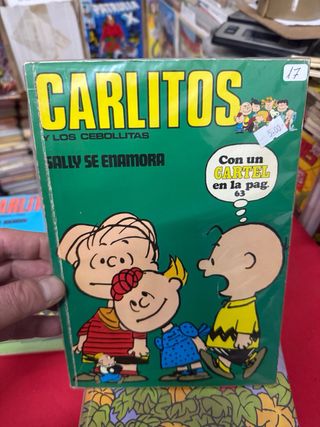 17
CARLITOS
Y LOS CEBOLLITAS
SALLY SE ENAMORA
Con un
CARTEL
en la pag.
63